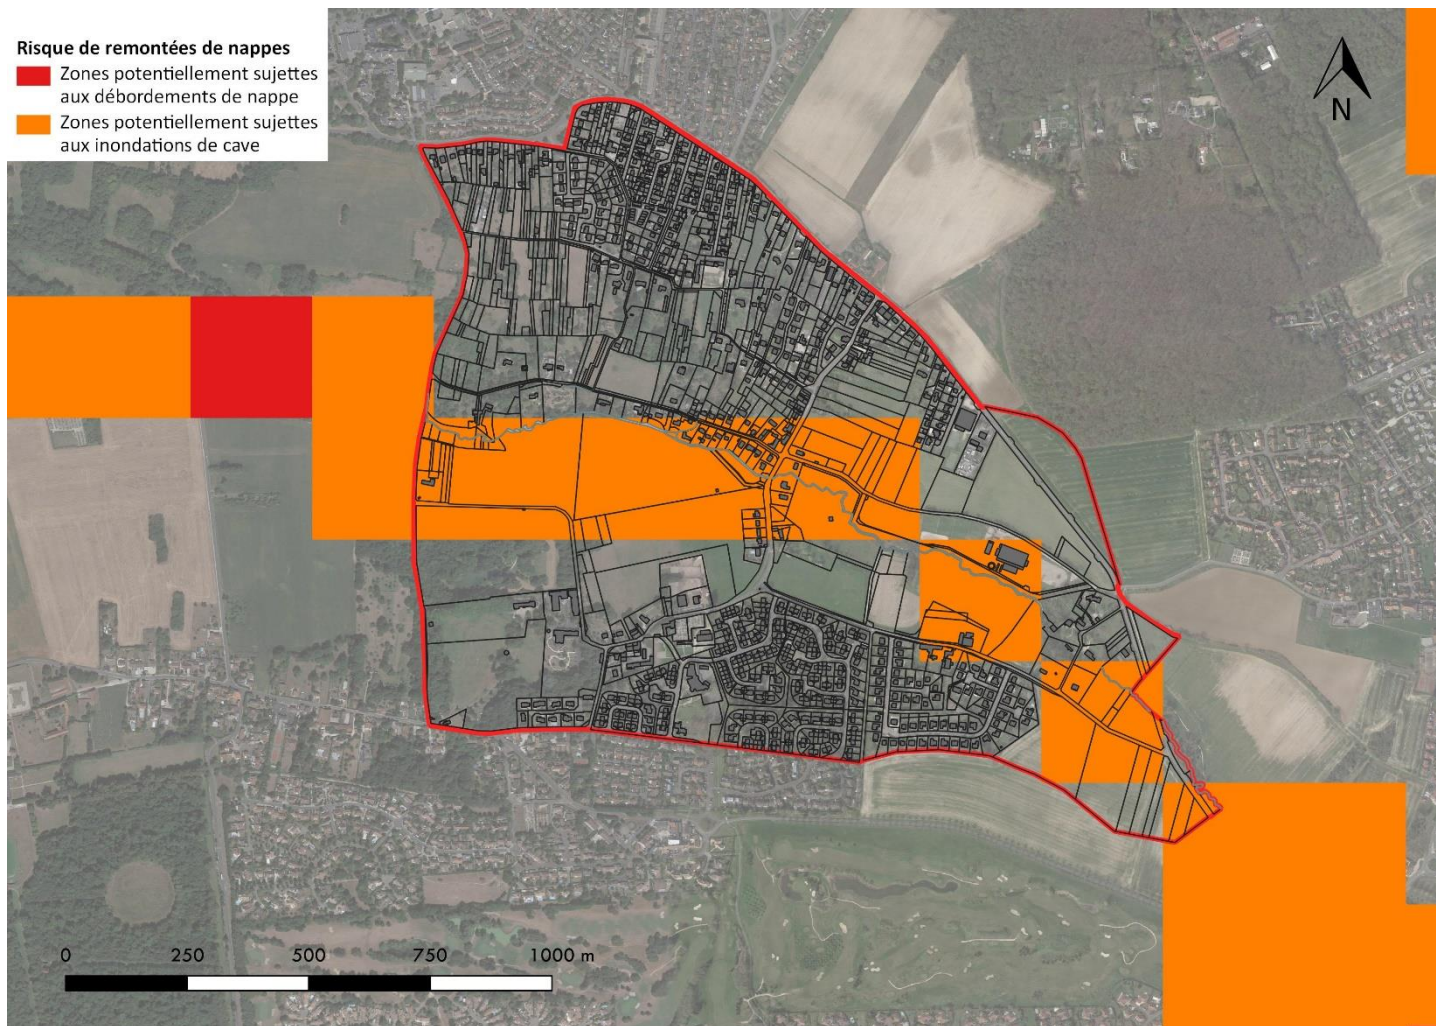 Risque de remontées de nappes
Zones potentiellement sujettes
aux débordements de nappe
Zones potentiellement sujettes
aux inondations de cave
N
0 250 500 750 1000 m